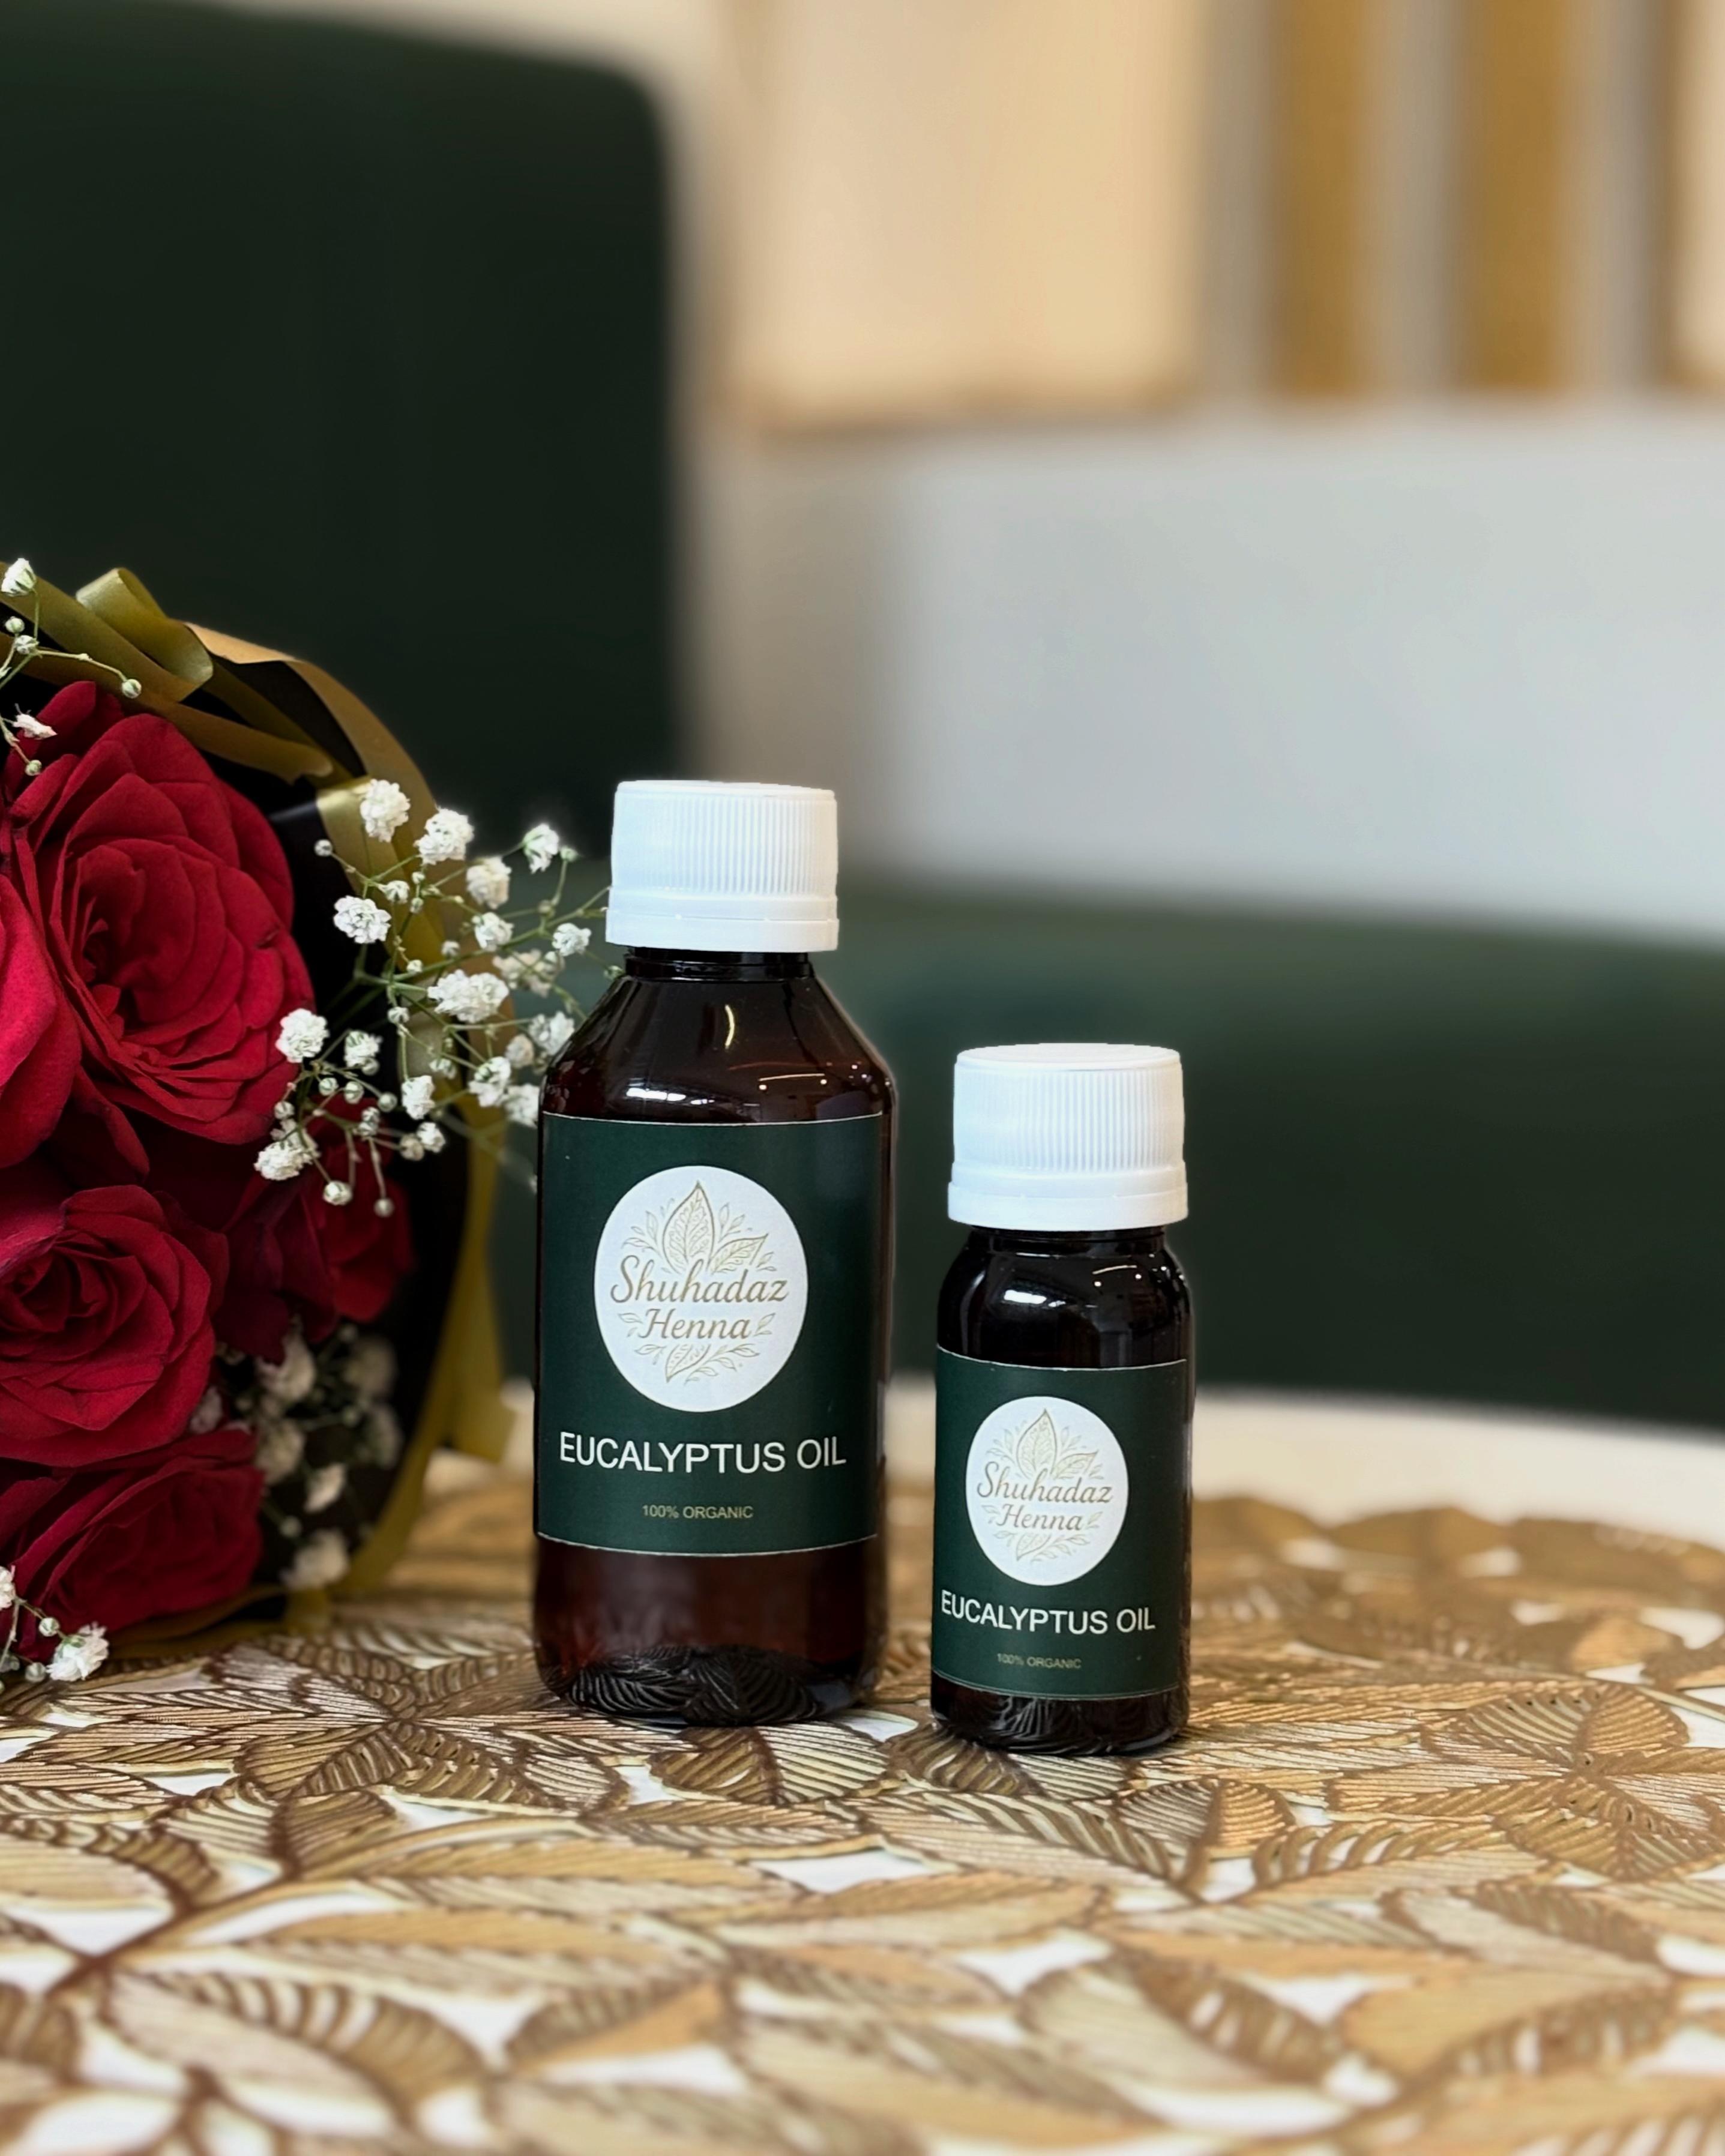 Shuhadaz
Henna
EUCALYPTUS OIL
100% ORGANIC
Shuhadaz
Henna
EUCALYPTUS OIL
100% ORGANIC